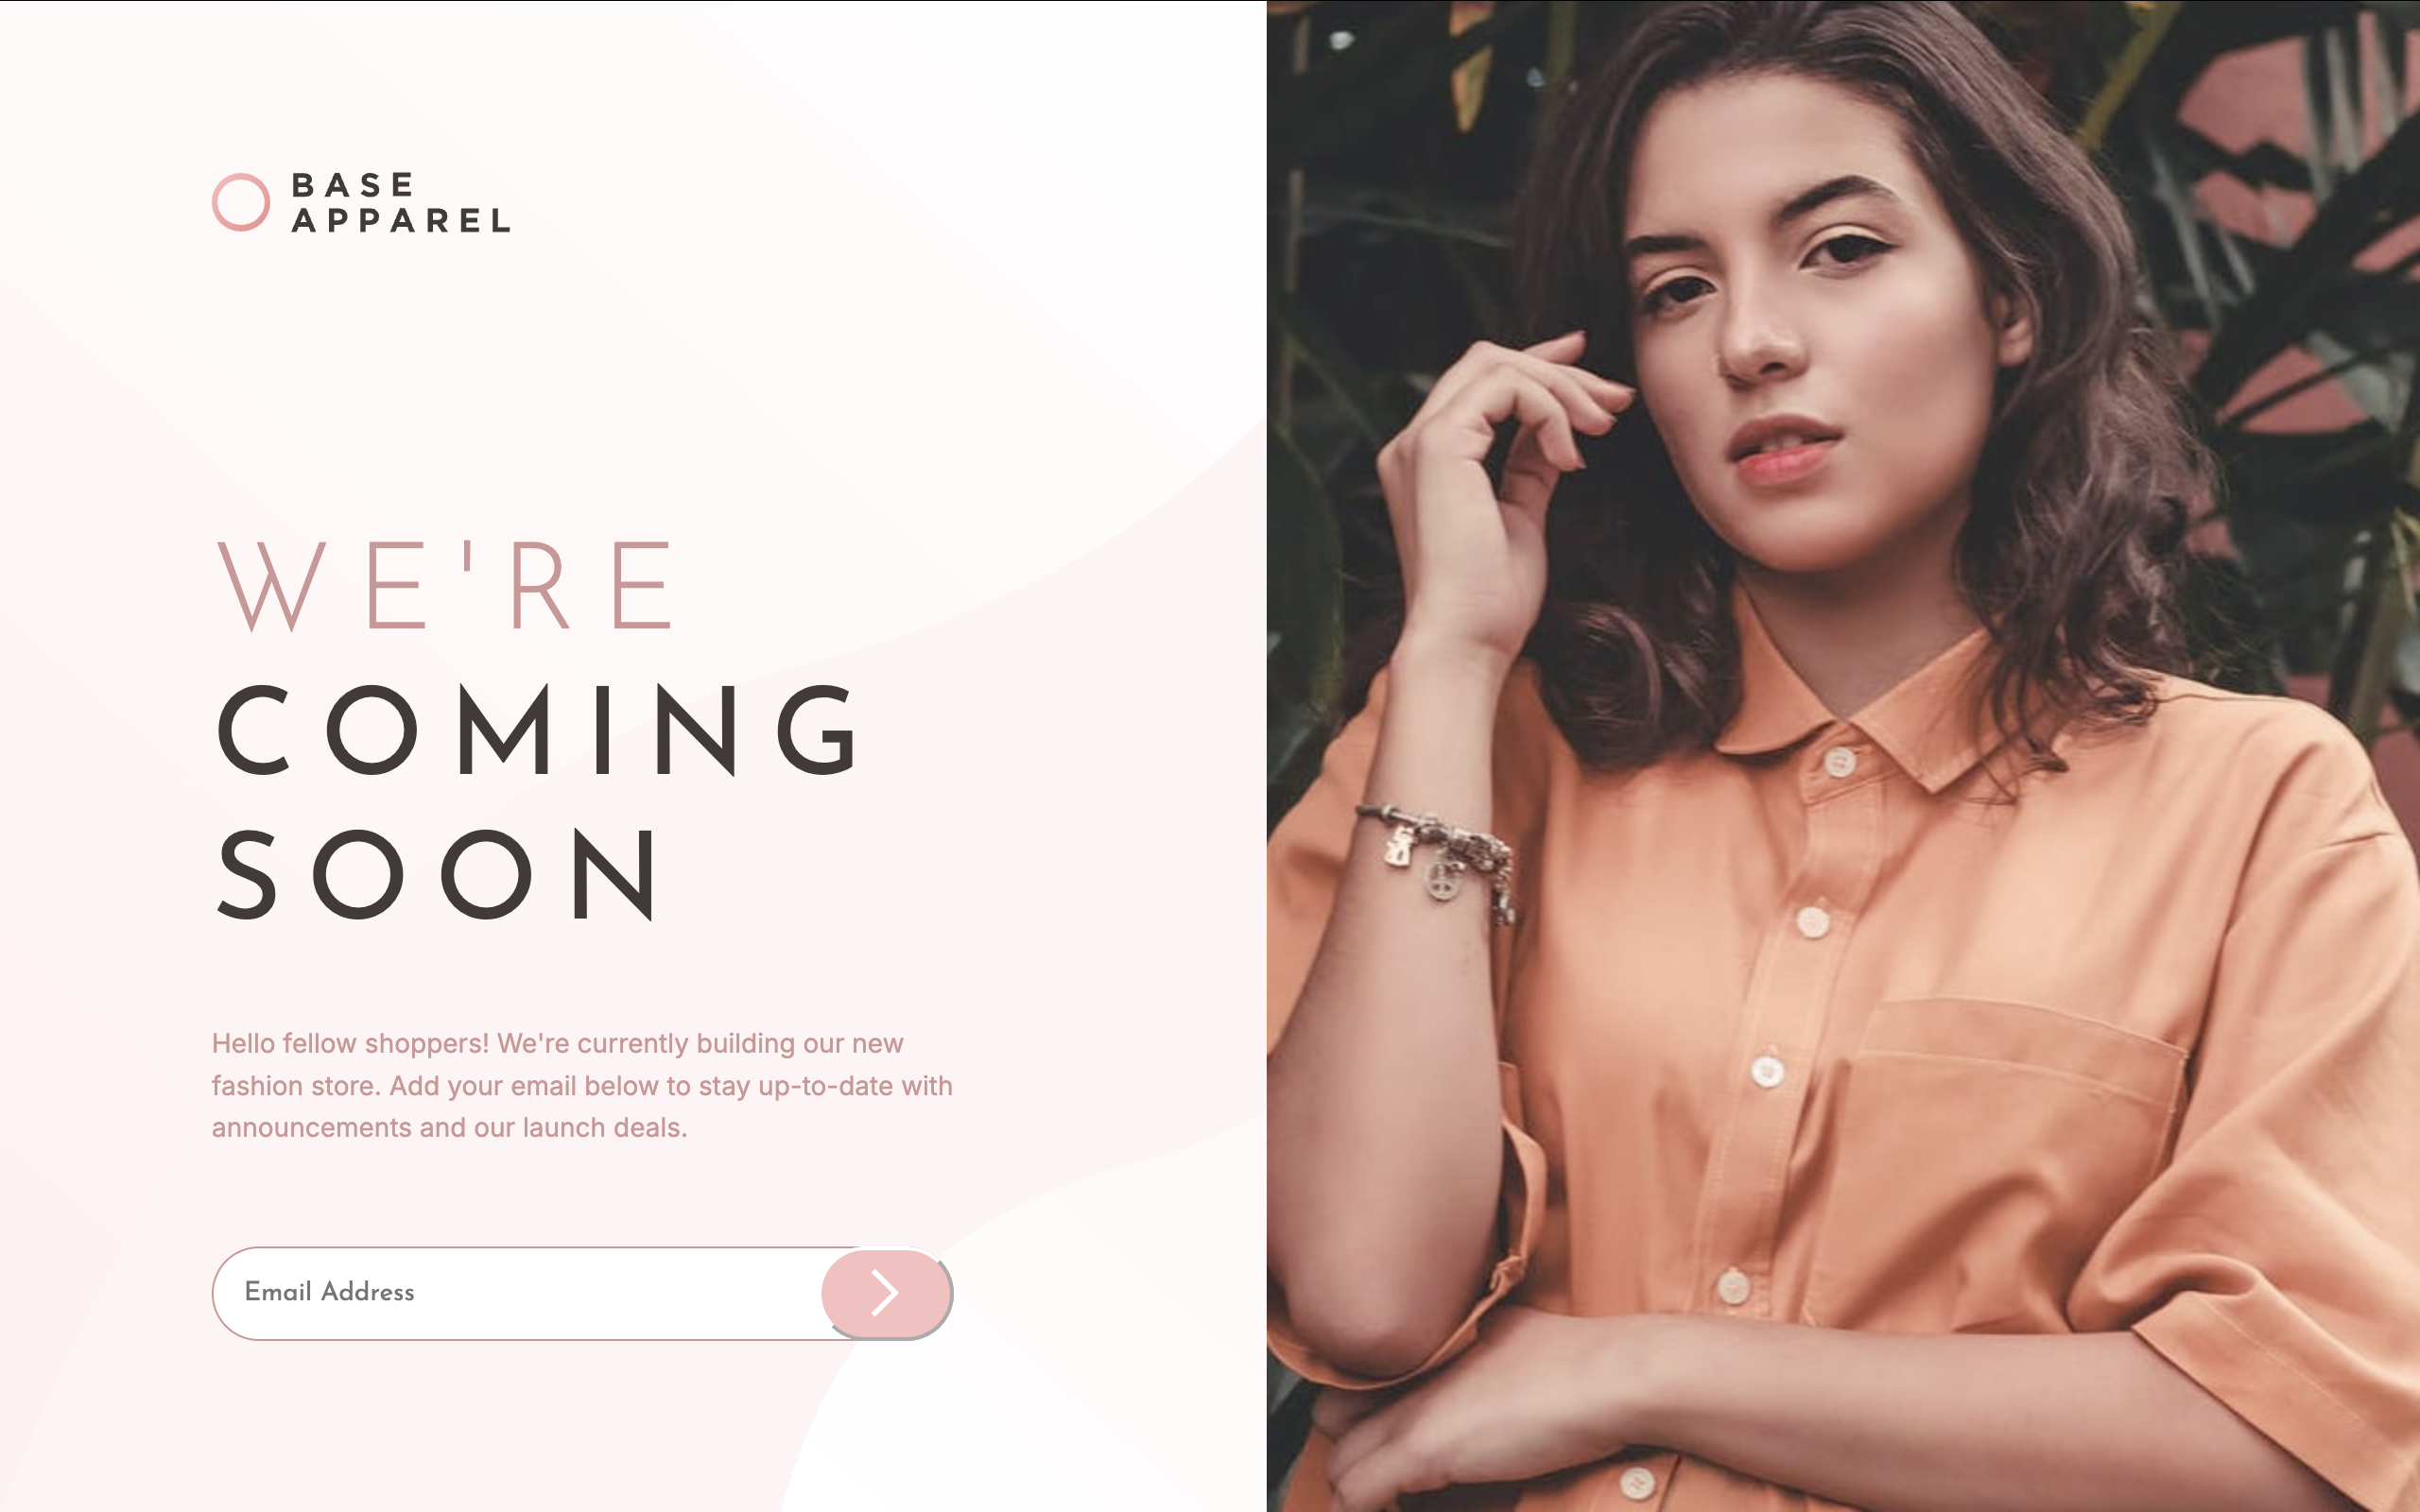 BASE
APPAREL
WE'RE
COMING
SOON
Hello fellow shoppers! We're currently building our new
fashion store. Add your email below to stay up-to-date with
announcements and our launch deals.
Email Address